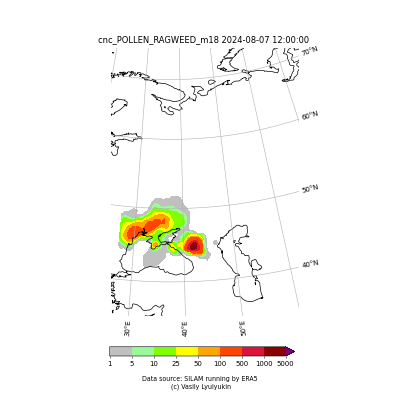 cnc_POLLEN_RAGWEED_m18 2024-08-07 12:00:00
70°N
60°N
50°N
40°N
30°E 40°E 50°E
1 5 10 25 50 100 500 1000 5000
Data source: SILAM running by ERA5
(c) Vasily Lyulyukin